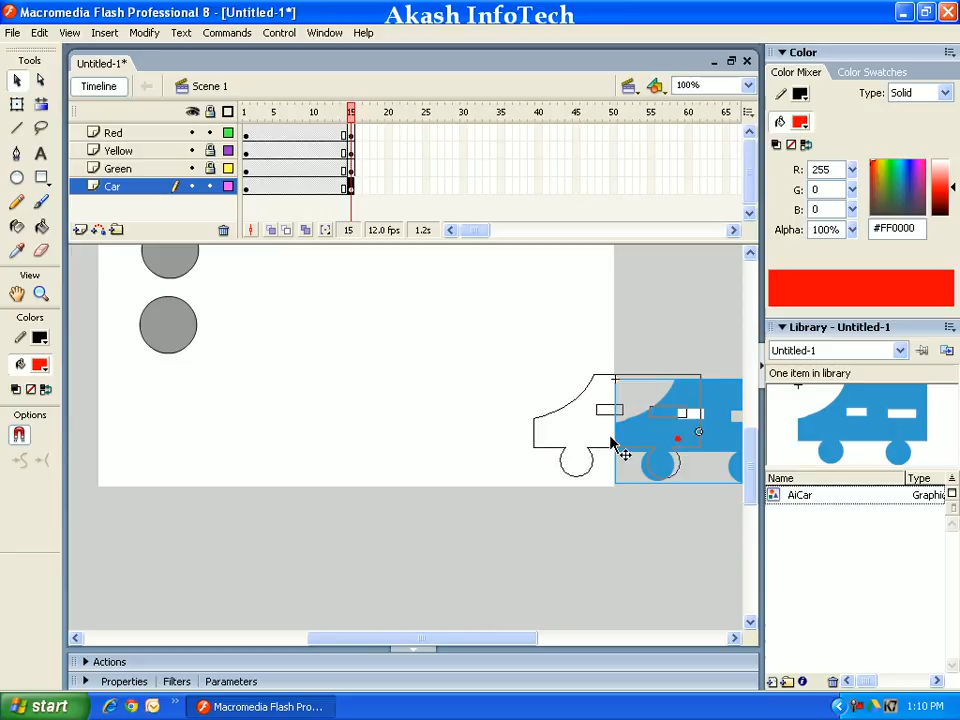 Macromedia Flash Professional 8 - [Untitled-1*]
Akash InfoTech
File Edit View Insert Modify Text Commands Control Window Help
Tools
View
Colors
Options
Untitled-1*
Timeline
Scene 1
100%
1 5 10 15 20 25 30 35 40 45 50 55 60 65
Red
Yellow
Green
Car
15 12.0 fps 1.2s
Actions
Properties Filters Parameters
Color
Color Mixer Color Swatches
Type: Solid
R: 255
G: 0
B: 0
Alpha: 100% #FF0000
Library - Untitled-1
Untitled-1
One item in library
Name Type
AiCar Graphic
start
Macromedia Flash Pro...
1:10 PM